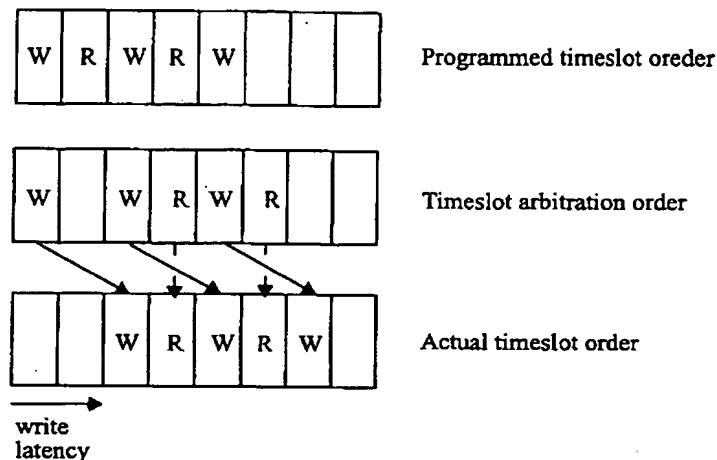 W R W R W Programmed timeslot oreder
W W R W R Timeslot arbitration order
W R W R W Actual timeslot order
write
latency